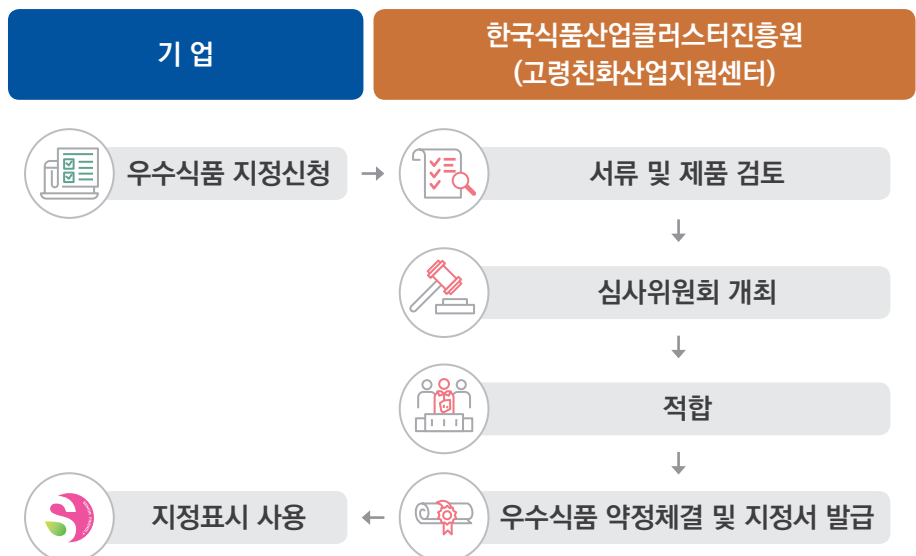 기 업
한국식품산업클러스터진흥원
(고령친화산업지원센터)
우수식품 지정신청
서류 및 제품 검토
심사위원회 개최
적합
지정표시 사용
우수식품 약정체결 및 지정서 발급